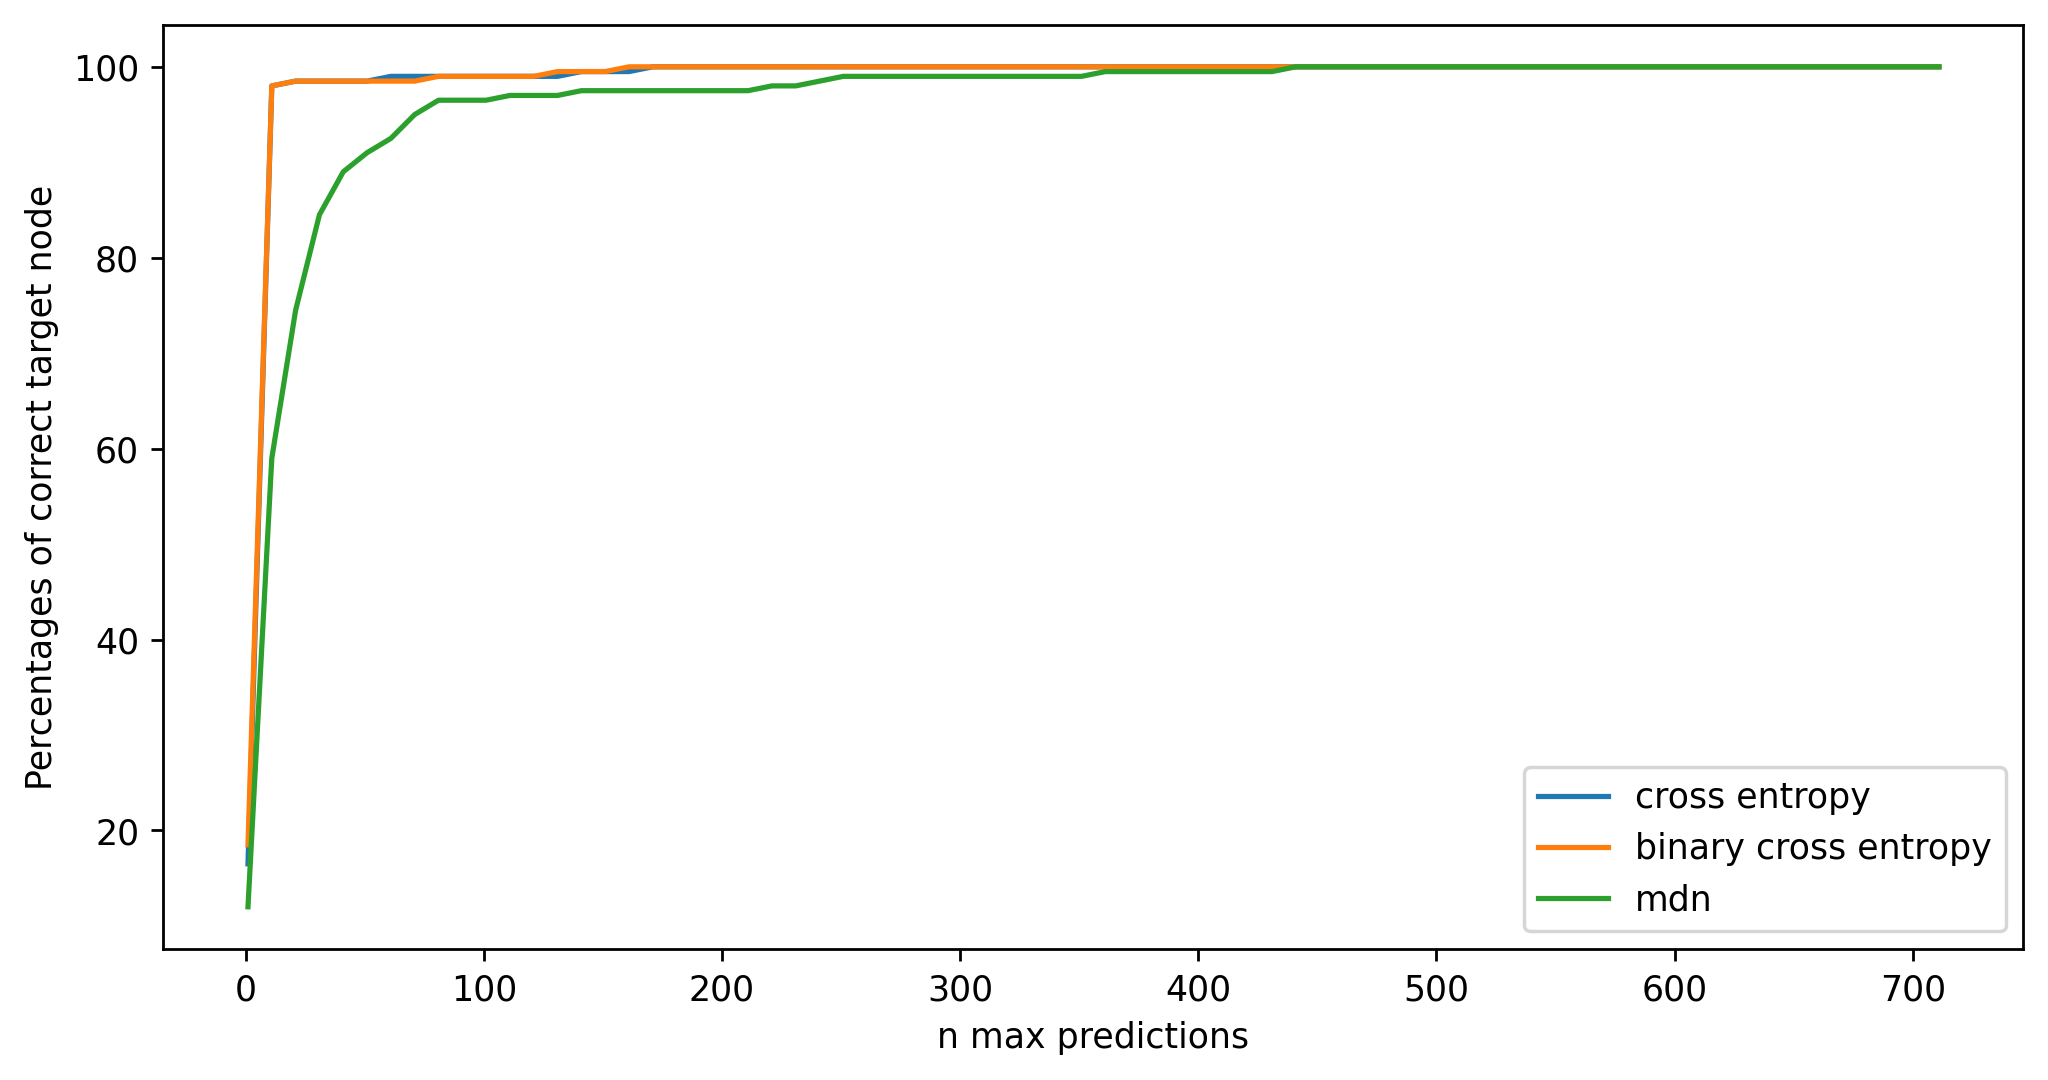 100
80
60
40
20
Percentages of correct target node
0 100 200 300 400 500 600 700
n max predictions
cross entropy
binary cross entropy
mdn